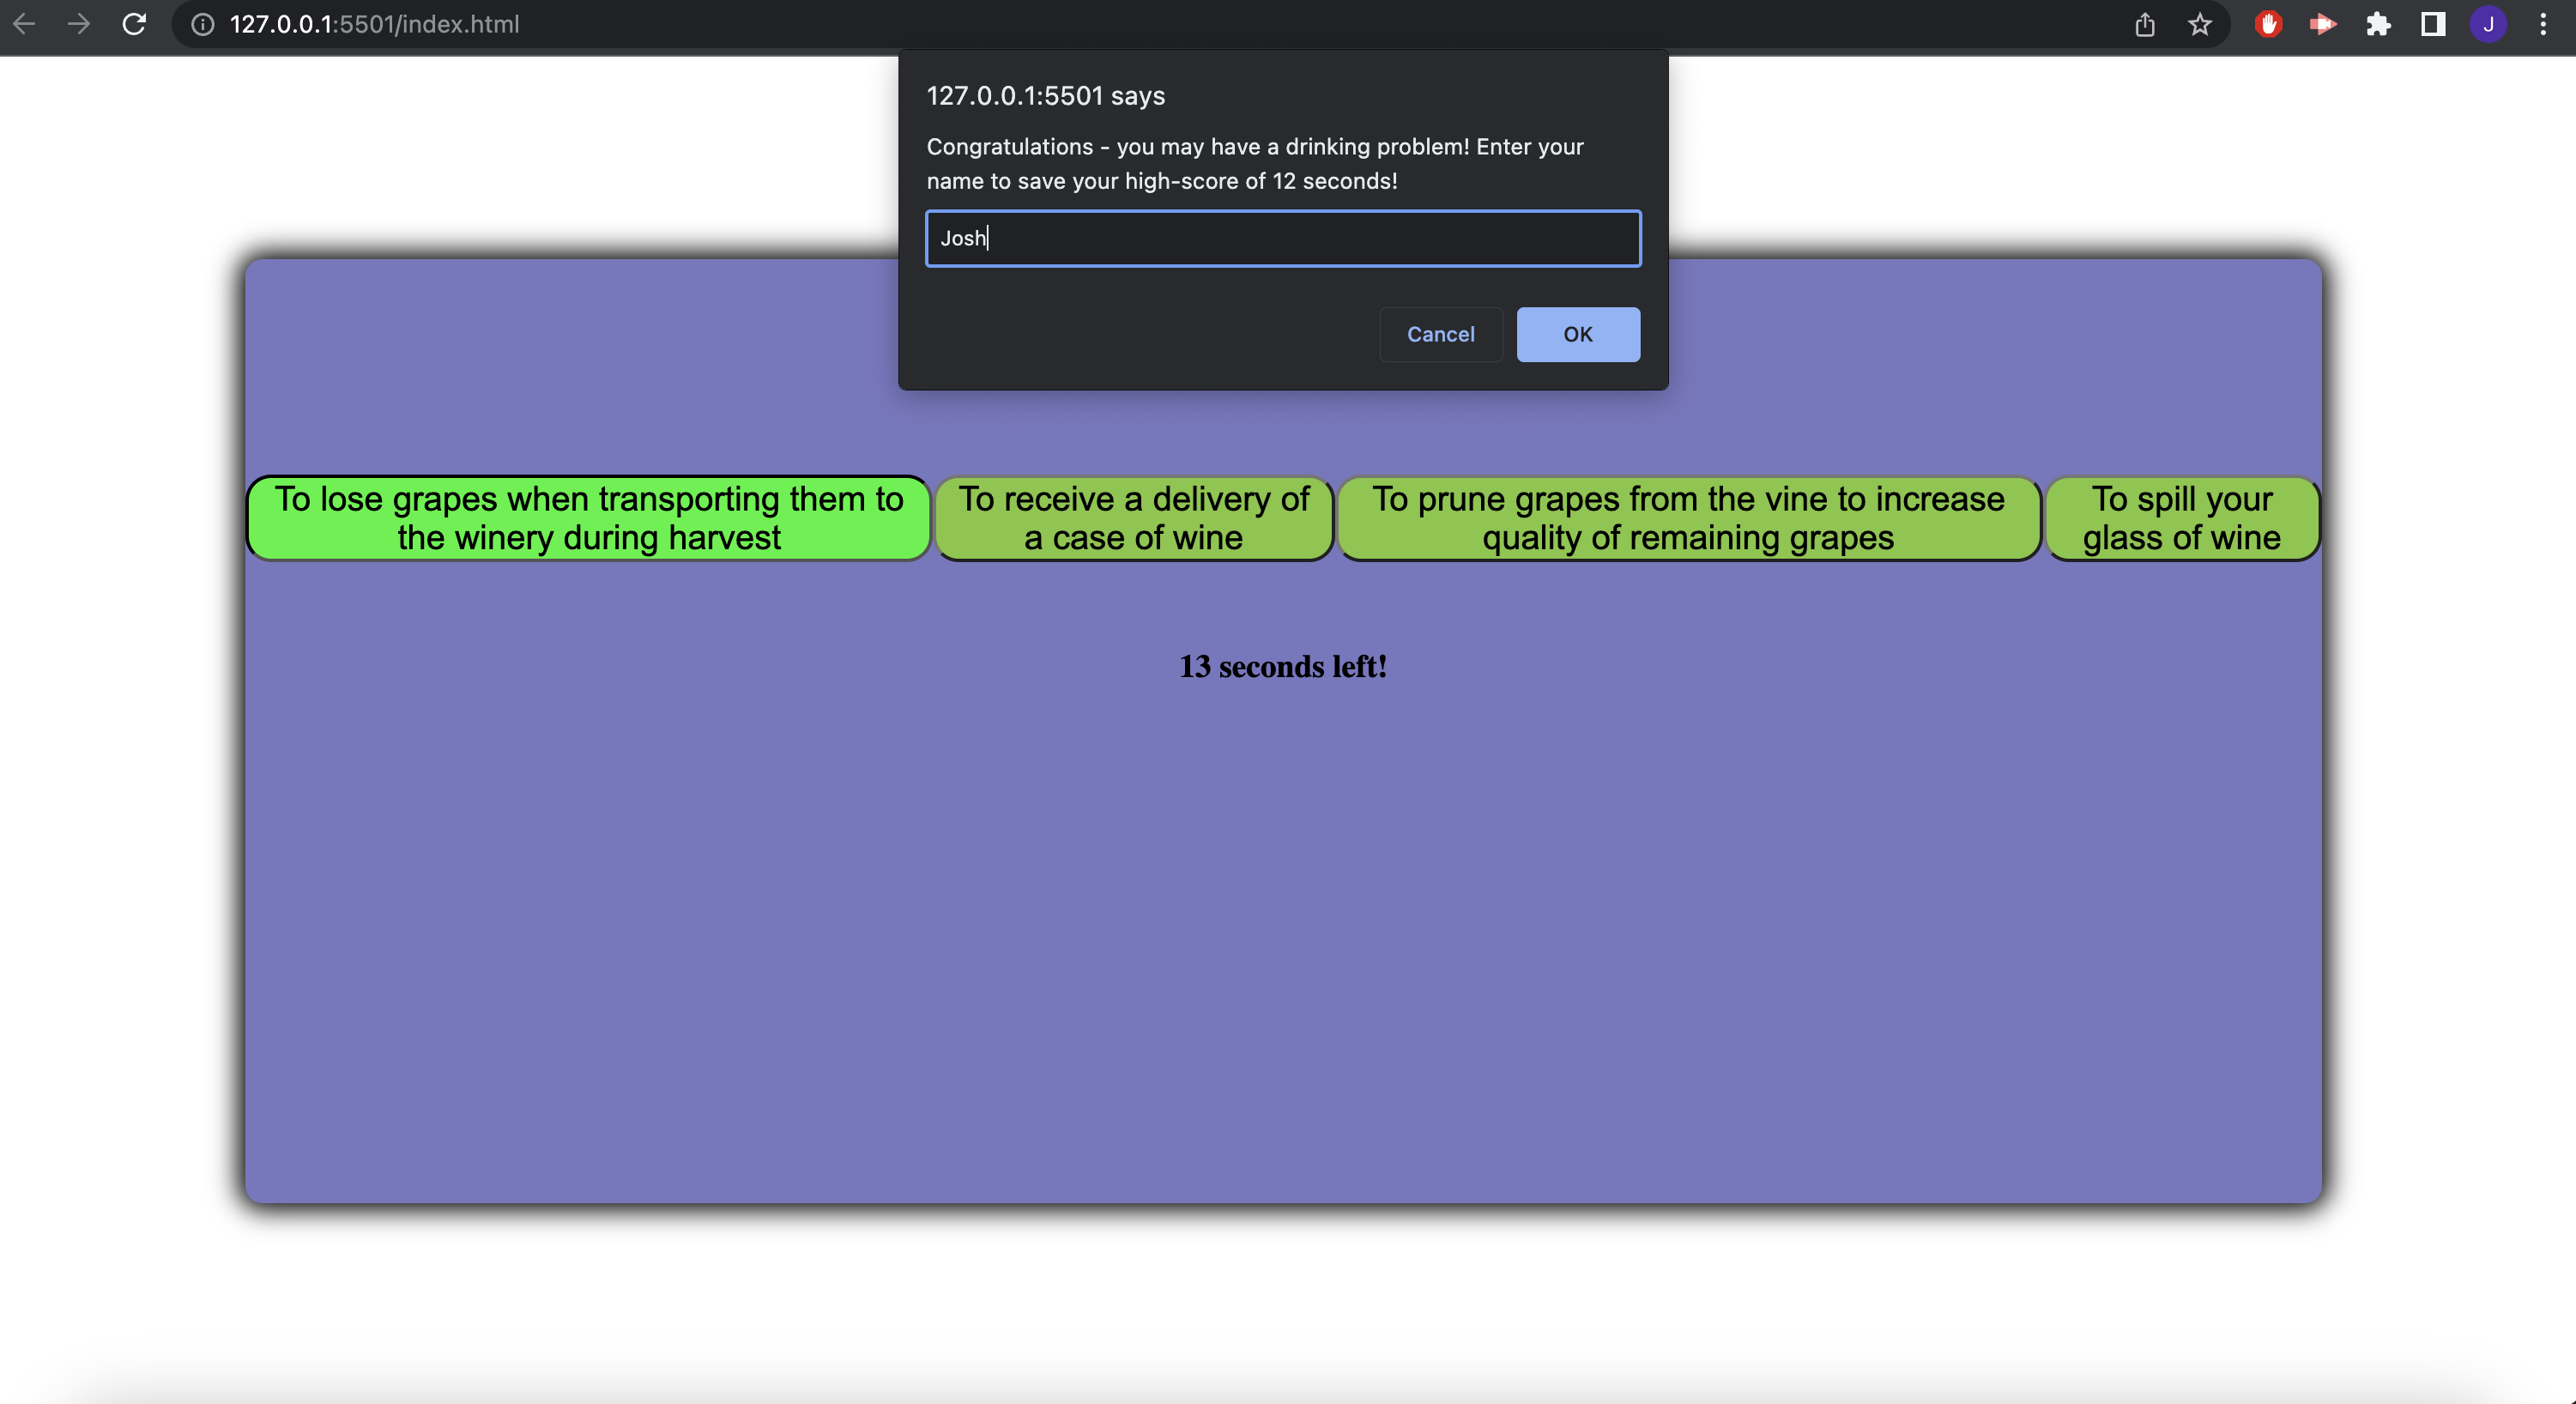 127.0.0.1:5501/index.html
J
127.0.0.1:5501 says
Congratulations - you may have a drinking problem! Enter your
name to save your high-score of 12 seconds!
Josh
Cancel
OK
To lose grapes when transporting them to
the winery during harvest
To receive a delivery of
a case of wine
To prune grapes from the vine to increase
quality of remaining grapes
To spill your
glass of wine
13 seconds left!